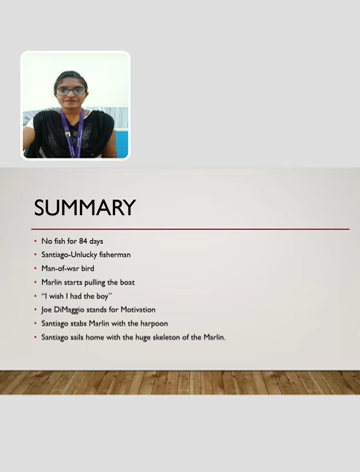 SUMMARY
• No fish for 84 days
• Santiago-Unlucky fisherman
• Man-of-war bird
• Marlin starts pulling the boat
• "I wish I had the boy"
• Joe DiMaggio stands for Motivation
• Santiago stabs Marlin with the harpoon
• Santiago sails home with the huge skeleton of the Marlin.